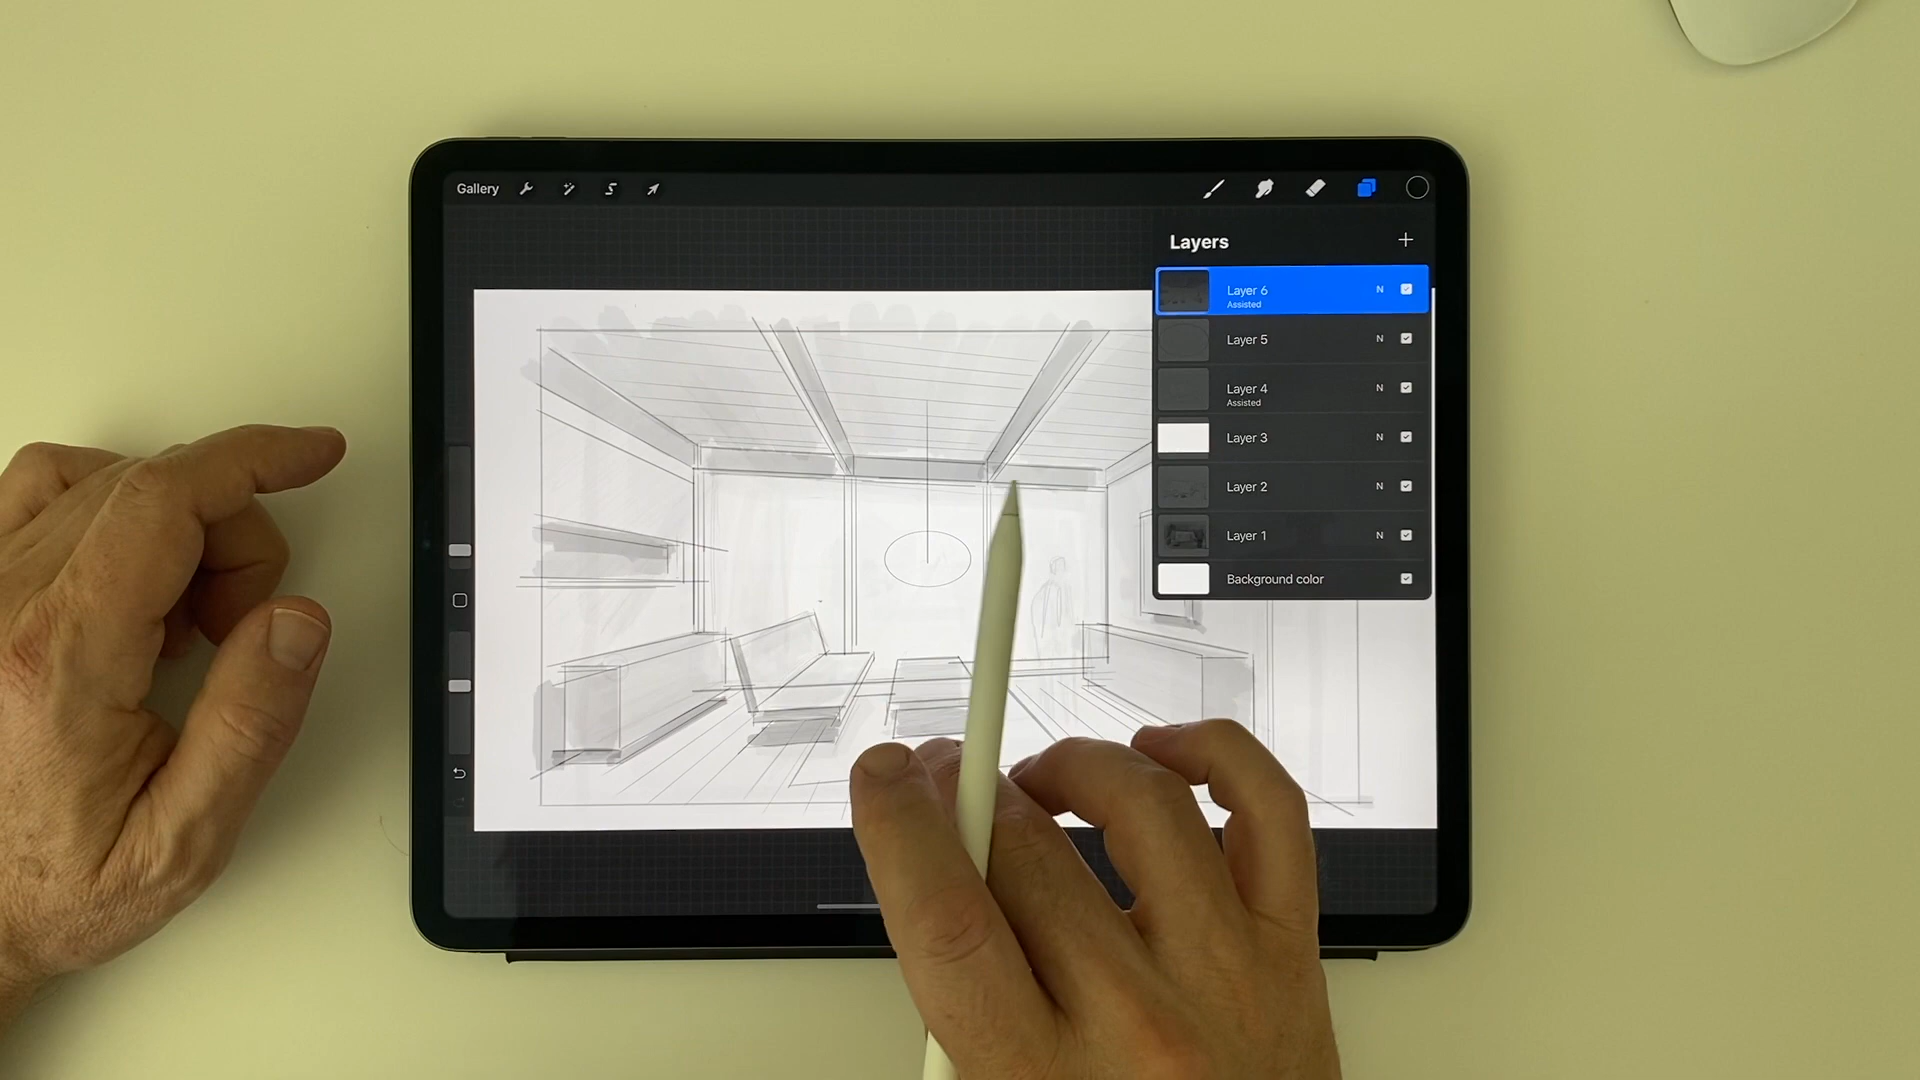 Gallery
Layers
Layer 6 N
Assisted
Layer 5 N
Layer 4 N
Assisted
Layer 3 N
Layer 2 N
Layer 1 N
Background color